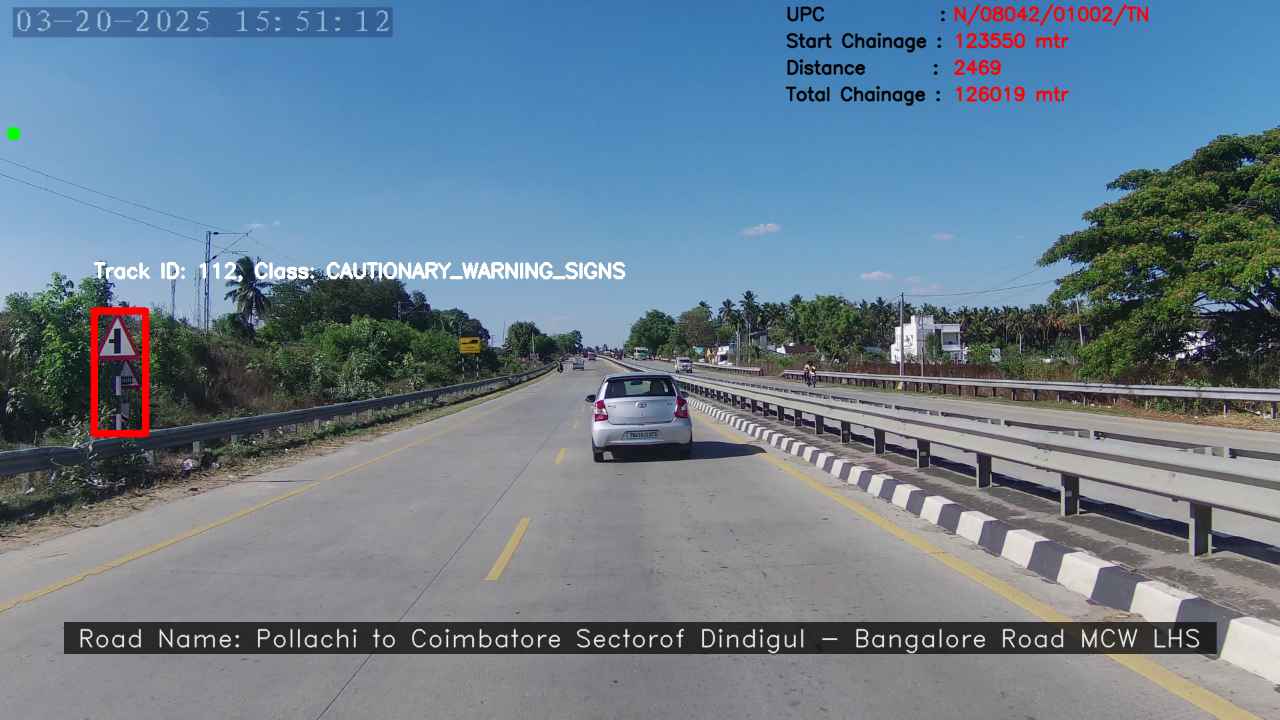 03-20-2025 15:51:12
UPC : N/08042/01002/TN
Start Chainage : 123550 mtr
Distance : 2469
Total Chainage : 126019 mtr
Track ID: 112, Class: CAUTIONARY_WARNING_SIGNS
Road Name: Pollachi to Coimbatore Sectorof Dindigul - Bangalore Road MCW LHS